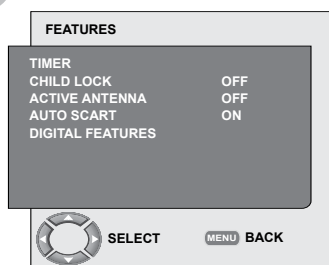 FEATURES
TIMER
CHILD LOCK OFF
ACTIVE ANTENNA OFF
AUTO SCART ON
DIGITAL FEATURES
SELECT MENU BACK